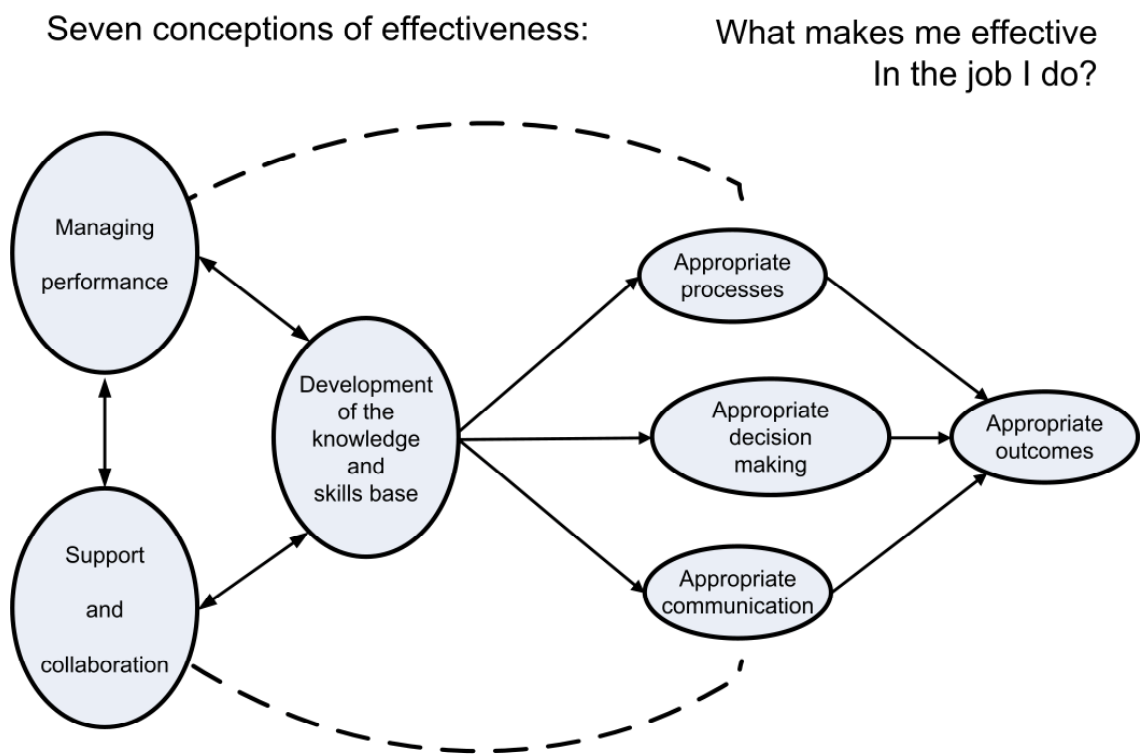 Seven conceptions of effectiveness:
What makes me effective
In the job I do?
Managing
performance
Support
and
collaboration
Development
of the
knowledge
and
skills base
Appropriate
processes
Appropriate
decision
making
Appropriate
communication
Appropriate
outcomes